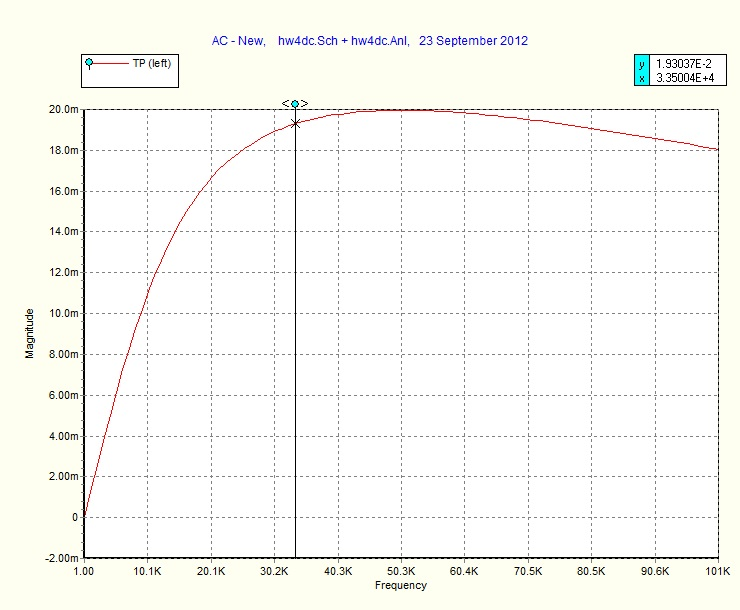 AC - New, hw4dc.Sch + hw4dc.Anl, 23 September 2012
TP (left)
y 1.93037E-2
x 3.35004E+4
20.0m
18.0m
16.0m
14.0m
12.0m
10.0m
8.00m
6.00m
4.00m
2.00m
0
-2.00m
Magnitude
1.00 10.1K 20.1K 30.2K 40.3K 50.3K 60.4K 70.5K 80.5K 90.6K 101K
Frequency